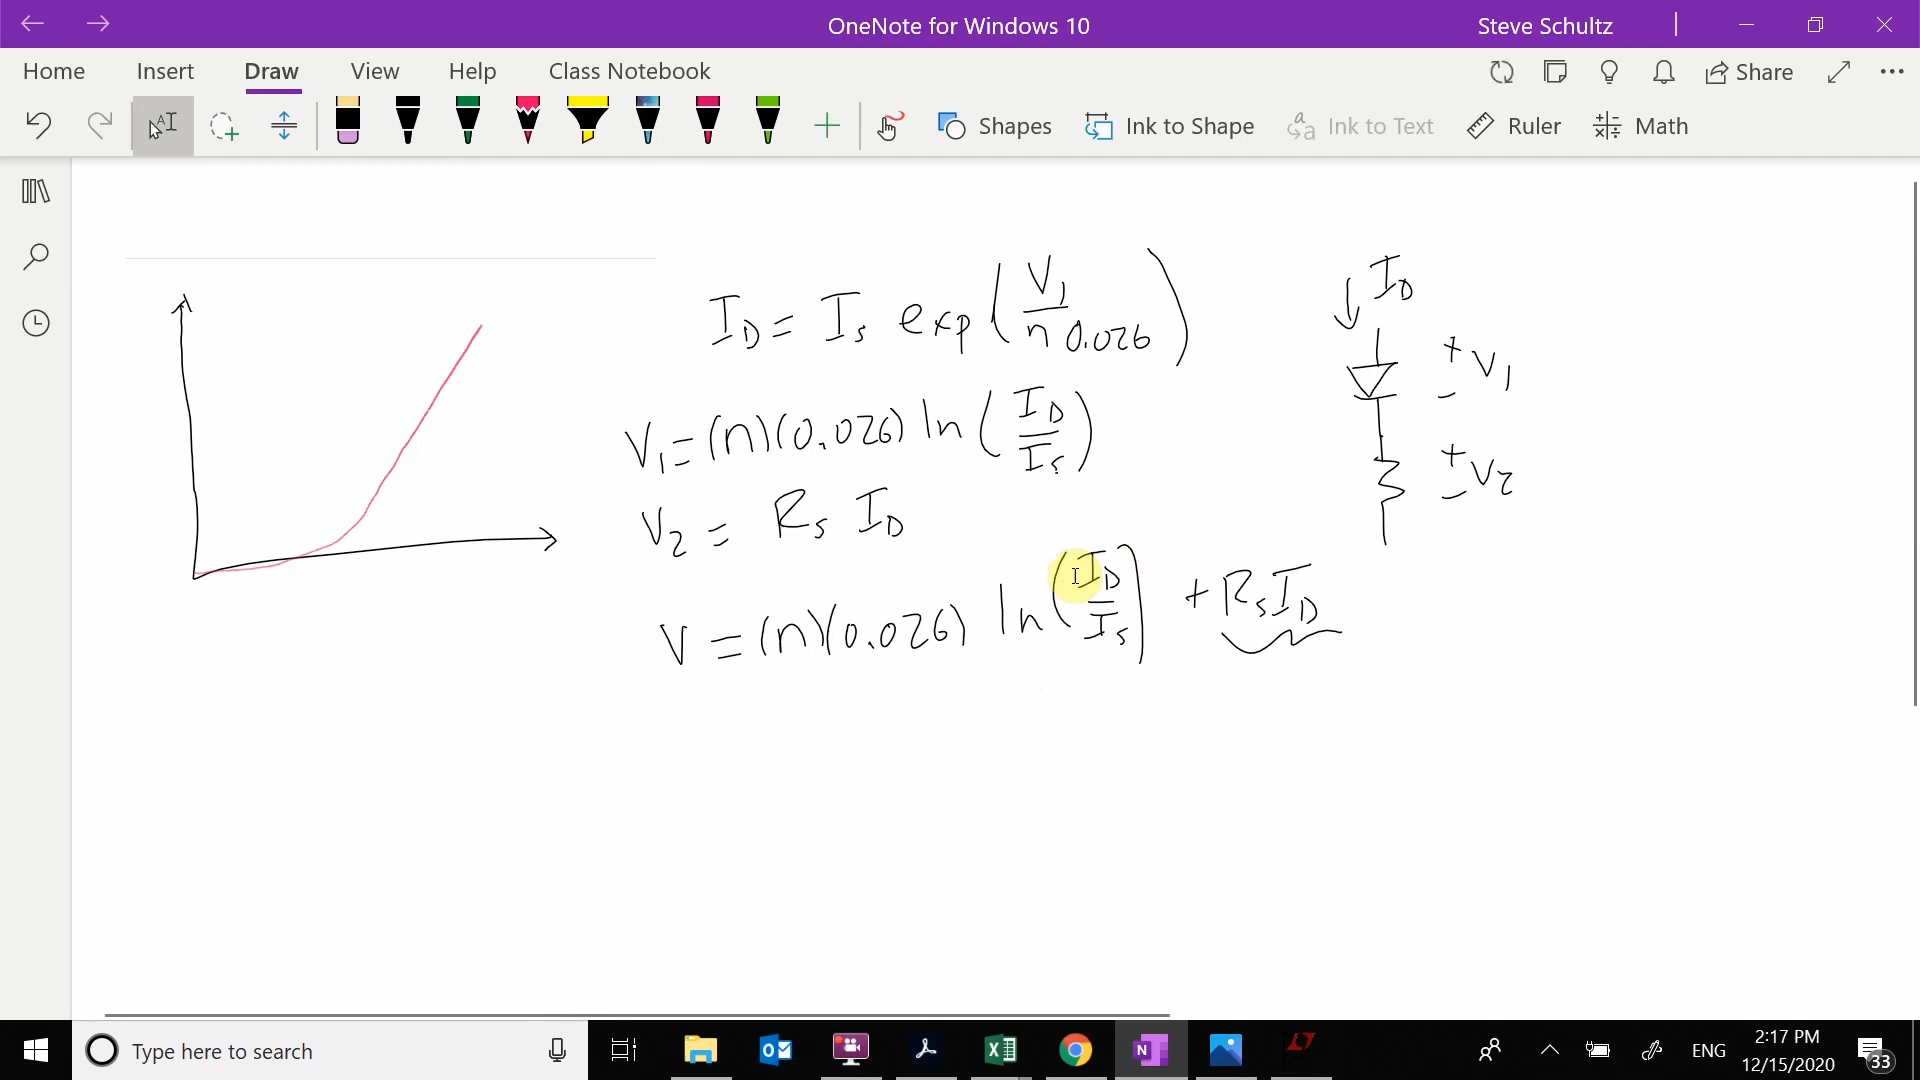 OneNote for Windows 10
Steve Schultz
Home Insert Draw View Help Class Notebook
Share
Shapes Ink to Shape Ink to Text Ruler Math
I_D = I_s exp(V_1 / n 0.026)
V_1 = (n)(0.026) ln(I_D / I_s)
V_2 = R_s I_D
V = (n)(0.026) ln(I_D / I_s) + R_s I_D
I_D
+ V_1 -
+ V_2 -
Type here to search
ENG
2:17 PM
12/15/2020
33